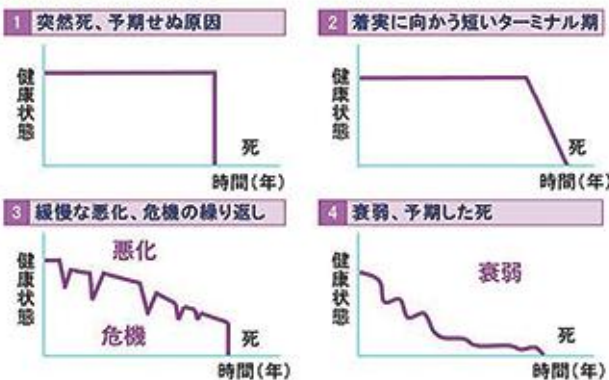 1 突然死、予期せぬ原因
健康状態
死
時間(年)
2 着実に向かう短いターミナル期
健康状態
死
時間(年)
3 緩慢な悪化、危機の繰り返し
健康状態
悪化
危機
死
時間(年)
4 衰弱、予期した死
健康状態
衰弱
死
時間(年)